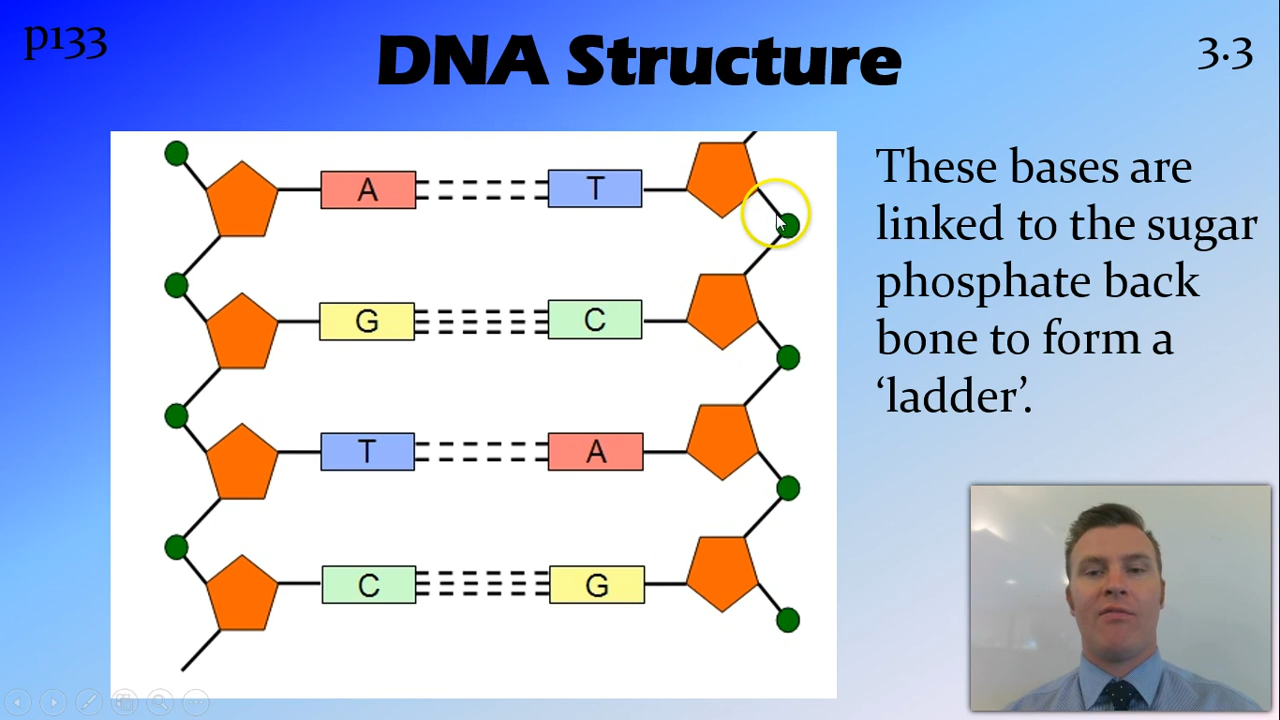 p133
DNA Structure
3.3
A T
G C
T A
C G
These bases are
linked to the sugar
phosphate back
bone to form a
‘ladder’.